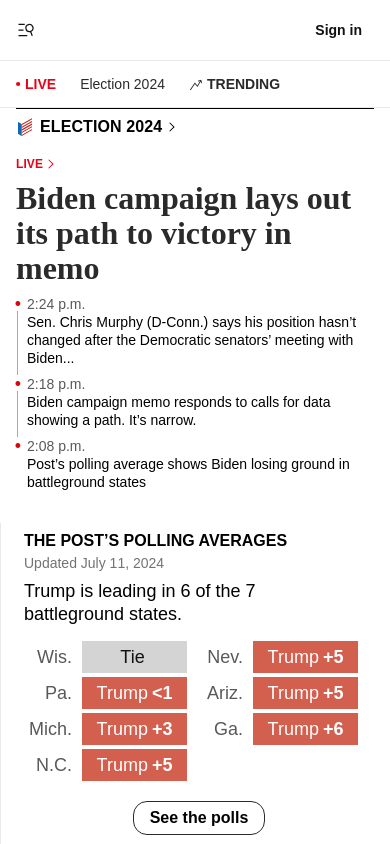 Sign in
LIVE
Election 2024
TRENDING
ELECTION 2024
LIVE
Biden campaign lays out
its path to victory in
memo
2:24 p.m.
Sen. Chris Murphy (D-Conn.) says his position hasn’t
changed after the Democratic senators’ meeting with
Biden...
2:18 p.m.
Biden campaign memo responds to calls for data
showing a path. It’s narrow.
2:08 p.m.
Post’s polling average shows Biden losing ground in
battleground states
THE POST’S POLLING AVERAGES
Updated July 11, 2024
Trump is leading in 6 of the 7
battleground states.
Wis. Tie Nev. Trump +5
Pa. Trump <1 Ariz. Trump +5
Mich. Trump +3 Ga. Trump +6
N.C. Trump +5
See the polls